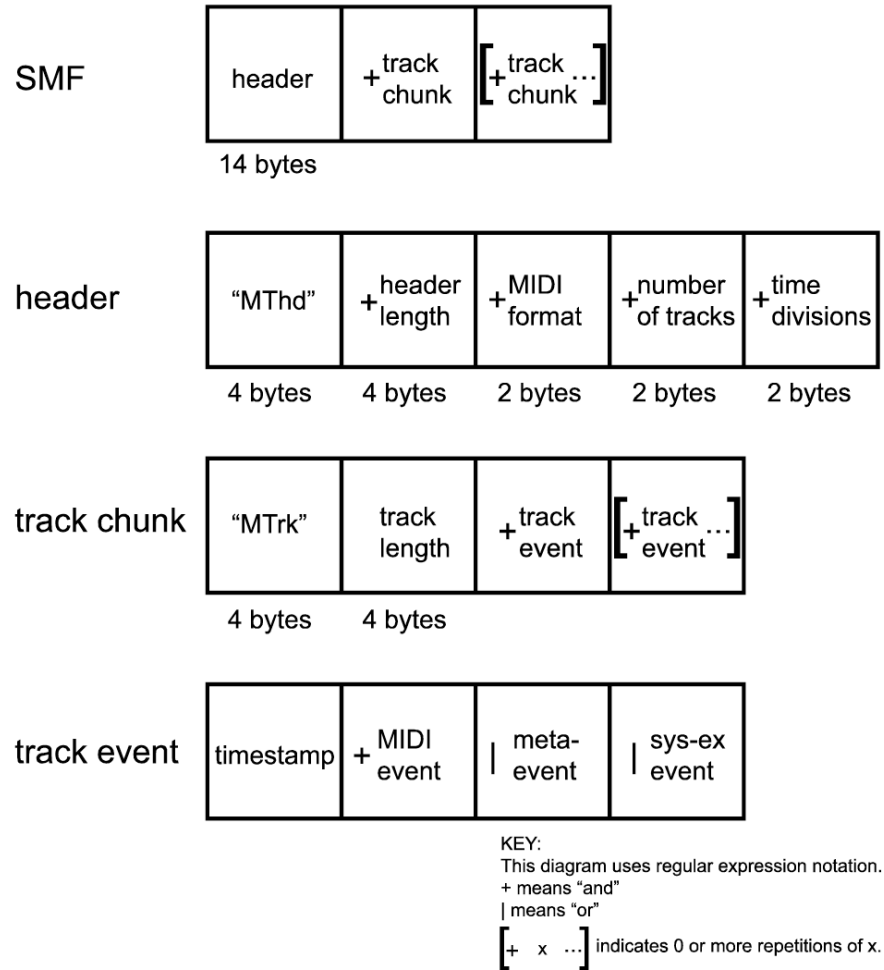 SMF
header
+track
chunk
[+track ...]
chunk
14 bytes
header
“MThd”
+header
length
+MIDI
format
+number
of tracks
+time
divisions
4 bytes
4 bytes
2 bytes
2 bytes
2 bytes
track chunk
“MTrk”
track
length
+track
event
[+track ...]
event
4 bytes
4 bytes
track event
timestamp
+ MIDI
event
| meta-
event
| sys-ex
event
KEY:
This diagram uses regular expression notation.
+ means “and”
| means “or”
[+ x ...] indicates 0 or more repetitions of x.